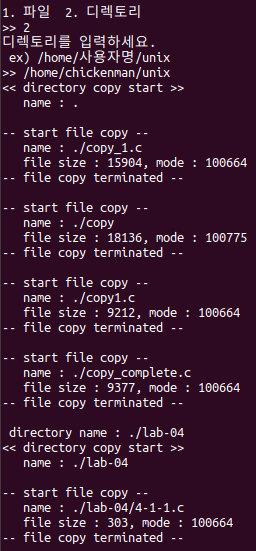 1. 파일  2. 디렉토리
>> 2
디렉토리를 입력하세요.
 ex) /home/사용자명/unix
>> /home/chickenman/unix
<< directory copy start >>
   name : .

-- start file copy --
   name : ./copy_1.c
   file size : 15904, mode : 100664
-- file copy terminated --

-- start file copy --
   name : ./copy
   file size : 18136, mode : 100775
-- file copy terminated --

-- start file copy --
   name : ./copy1.c
   file size : 9212, mode : 100664
-- file copy terminated --

-- start file copy --
   name : ./copy_complete.c
   file size : 9377, mode : 100664
-- file copy terminated --

 directory name : ./lab-04
<< directory copy start >>
   name : ./lab-04

-- start file copy --
   name : ./lab-04/4-1-1.c
   file size : 303, mode : 100664
-- file copy terminated --